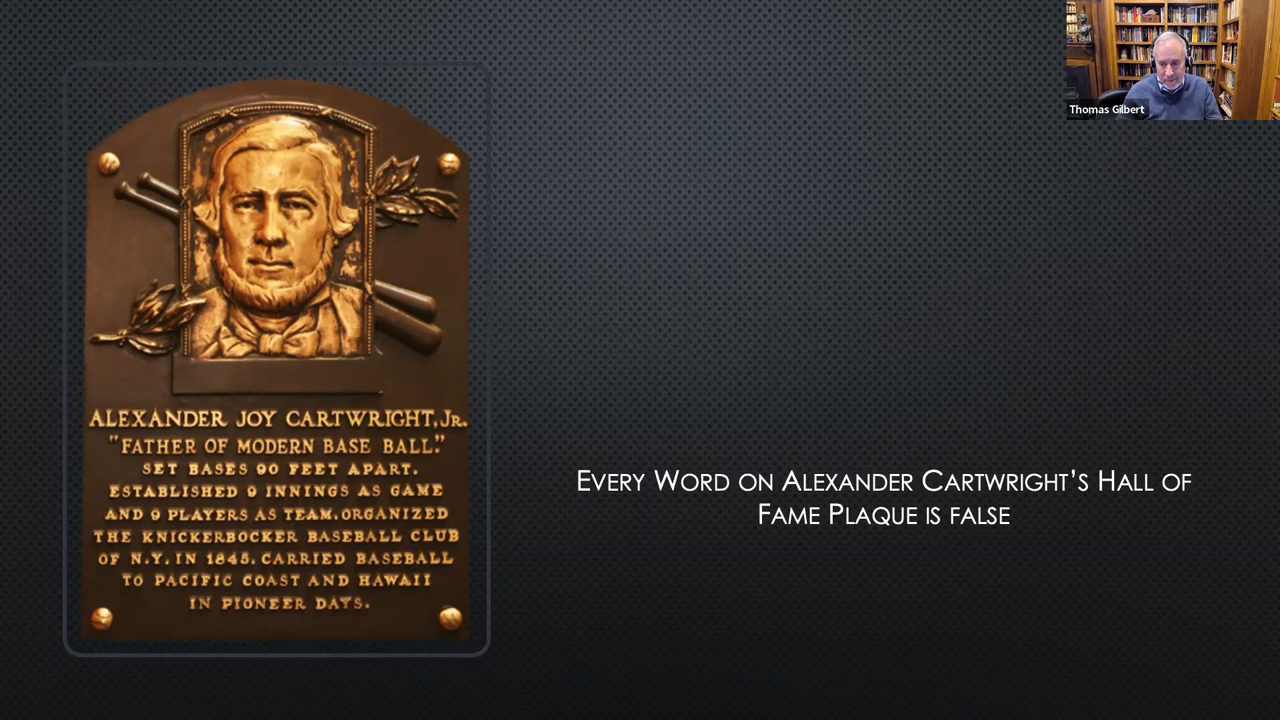 Thomas Gilbert
ALEXANDER JOY CARTWRIGHT, JR.
"FATHER OF MODERN BASE BALL."
SET BASES 90 FEET APART.
ESTABLISHED 9 INNINGS AS GAME
AND 9 PLAYERS AS TEAM. ORGANIZED
THE KNICKERBOCKER BASEBALL CLUB
OF N.Y. IN 1845. CARRIED BASEBALL
TO PACIFIC COAST AND HAWAII
IN PIONEER DAYS.
EVERY WORD ON ALEXANDER CARTWRIGHT'S HALL OF
FAME PLAQUE IS FALSE